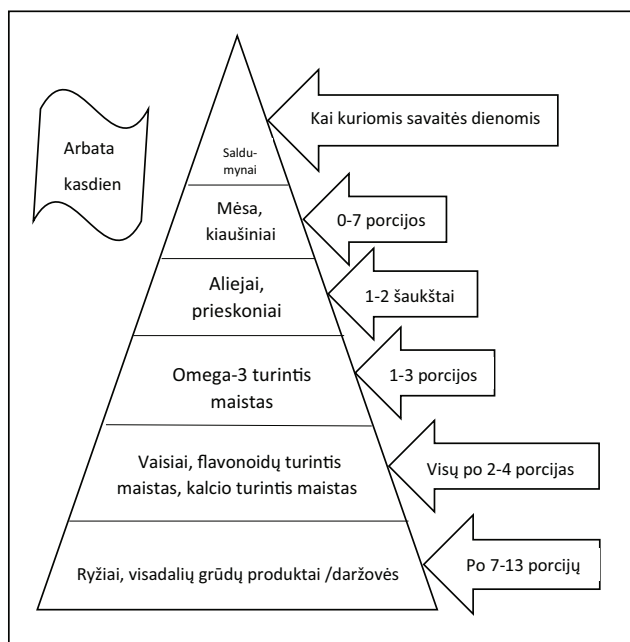 Arbata
kasdien
Kai kuriomis savaitės dienomis
Saldu-
mynai
Mėsa,
kiaušiniai
0-7 porcijos
Aliejai,
prieskoniai
1-2 šaukštai
Omega-3 turintis
maistas
1-3 porcijos
Vaisiai, flavonoidų turintis
maistas, kalcio turintis maistas
Visų po 2-4 porcijas
Ryžiai, visadalių grūdų produktai /daržovės
Po 7-13 porcijų